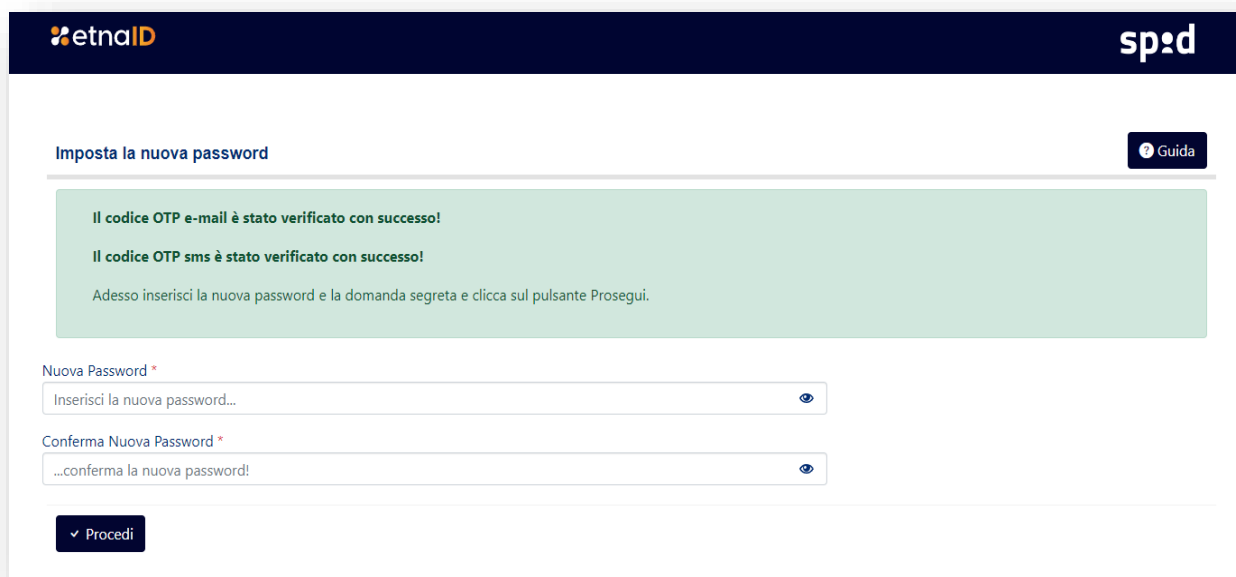 etnaID
spid
Imposta la nuova password
? Guida
Il codice OTP e-mail è stato verificato con successo!
Il codice OTP sms è stato verificato con successo!
Adesso inserisci la nuova password e la domanda segreta e clicca sul pulsante Prosegui.
Nuova Password *
Inserisci la nuova password...
Conferma Nuova Password *
...conferma la nuova password!
Procedi